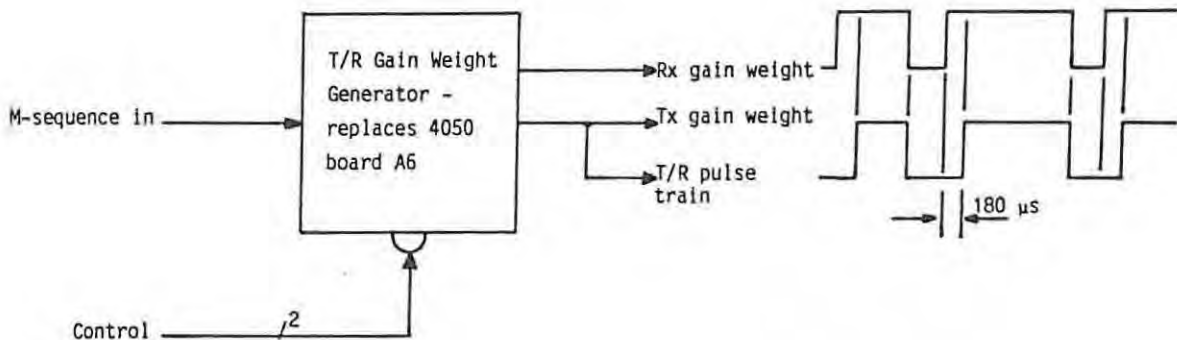 T/R Gain Weight
Generator -
replaces 4050
board A6
M-sequence in
Rx gain weight
Tx gain weight
T/R pulse
train
180 µs
2
Control